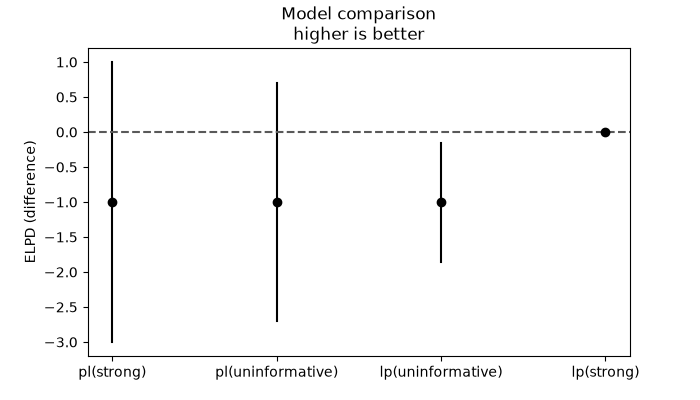 Model comparison
higher is better
ELPD (difference)
1.0
0.5
0.0
−0.5
−1.0
−1.5
−2.0
−2.5
−3.0
pl(strong) pl(uninformative) lp(uninformative) lp(strong)